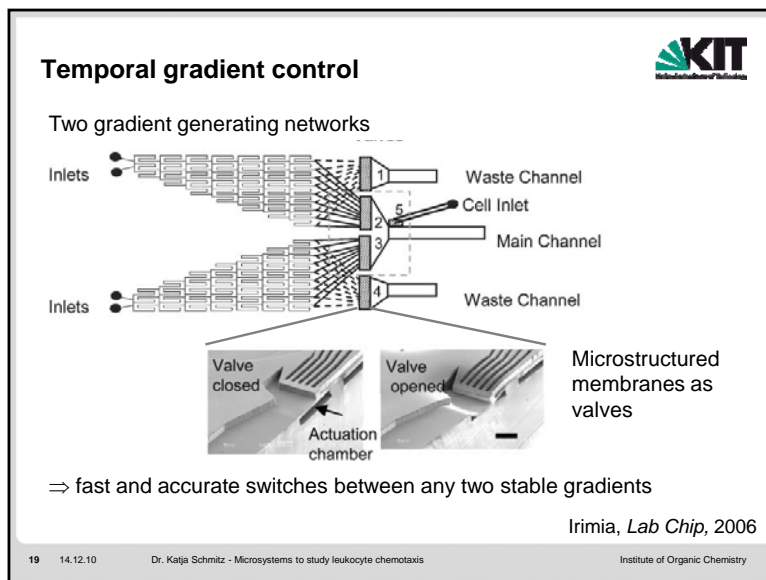 Temporal gradient control
KIT
Two gradient generating networks
Inlets
1
Waste Channel
5
Cell Inlet
2
3
Main Channel
Inlets
4
Waste Channel
Valve closed
Valve opened
Actuation chamber
Microstructured
membranes as
valves
⇒ fast and accurate switches between any two stable gradients
Irimia, Lab Chip, 2006
19 14.12.10 Dr. Katja Schmitz - Microsystems to study leukocyte chemotaxis Institute of Organic Chemistry